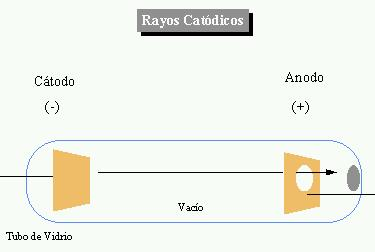 Rayos Catódicos
Cátodo
Anodo
(-)
(+)
Vacío
Tubo de Vidrio